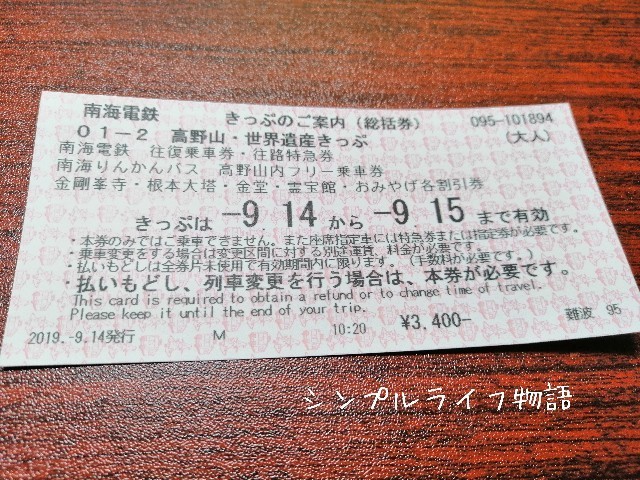 南海電鉄 きっぷのご案内（総括券） 095-101894
０１－２ 高野山・世界遺産きっぷ （大人）
南海電鉄 往復乗車券・往路特急券
南海りんかんバス 高野山内フリー乗車券
金剛峯寺・根本大塔・金堂・霊宝館・おみやげ各割引券
きっぷは -9. 14 から -9. 15 まで有効
・本券のみではご乗車できません。また座席指定車には特急券または指定券が必要です。
・乗車変更をする場合は変更区間に対する別途運賃、料金が必要です。
・払いもどしは全券片未使用で有効期間内に限ります。（手数料が必要です。）
・払いもどし、列車変更を行う場合は、本券が必要です。
This card is required to obtain a refund or to change time of travel.
Please keep it until the end of your trip.
2019.-9.14発行 M 10:20 ¥3,400- 難波 95
シンプルライフ物語